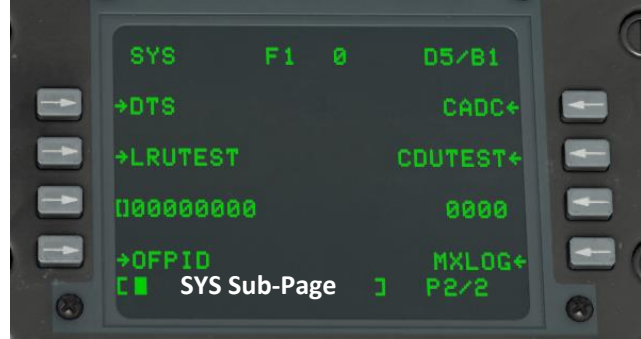 SYS F1 0 D5/B1
→DTS CADC←
→LRUTEST CDUTEST←
[]00000000 0000
→OFPID MXLOG←
[ SYS Sub-Page ] P2/2